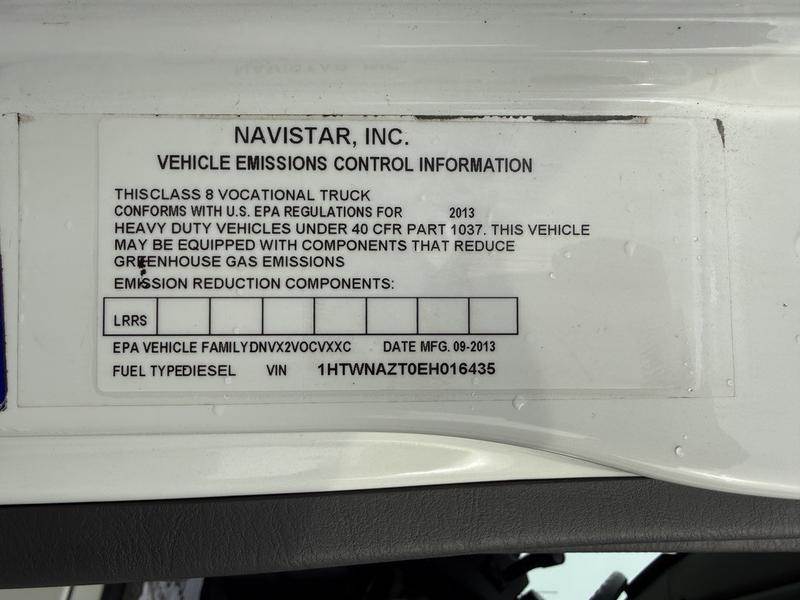 NAVISTAR, INC.
VEHICLE EMISSIONS CONTROL INFORMATION
THISCLASS 8 VOCATIONAL TRUCK
CONFORMS WITH U.S. EPA REGULATIONS FOR 2013
HEAVY DUTY VEHICLES UNDER 40 CFR PART 1037. THIS VEHICLE
MAY BE EQUIPPED WITH COMPONENTS THAT REDUCE
GREENHOUSE GAS EMISSIONS
EMISSION REDUCTION COMPONENTS:
LRRS
EPA VEHICLE FAMILYDNVX2VOCVXXC DATE MFG. 09-2013
FUEL TYPEDIESEL VIN 1HTWNAZT0EH016435